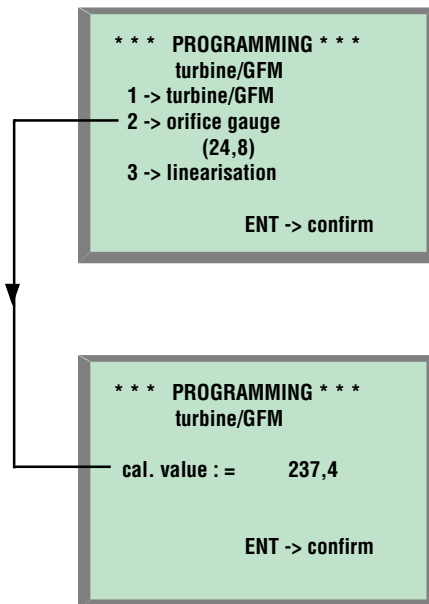 * * * PROGRAMMING * * *
turbine/GFM
1 -> turbine/GFM
2 -> orifice gauge
(24,8)
3 -> linearisation
ENT -> confirm
* * * PROGRAMMING * * *
turbine/GFM
cal. value : = 237,4
ENT -> confirm